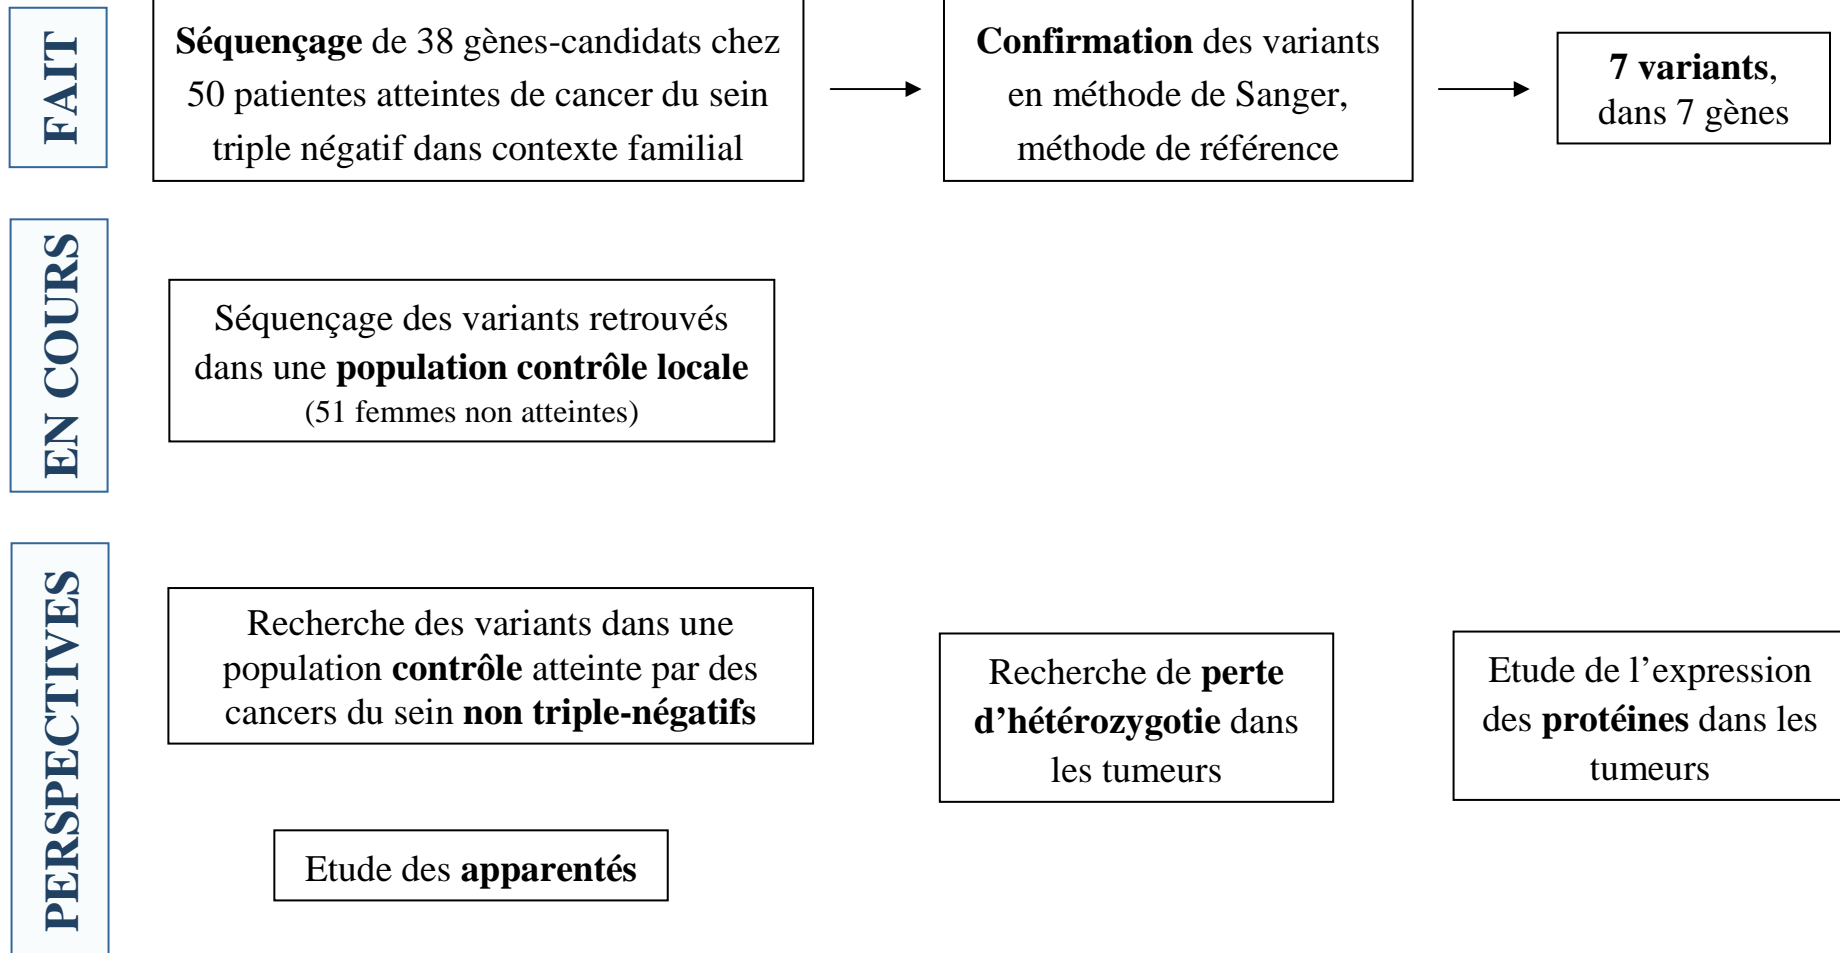 FAIT
Séquençage de 38 gènes-candidats chez
50 patientes atteintes de cancer du sein
triple négatif dans contexte familial
Confirmation des variants
en méthode de Sanger,
méthode de référence
7 variants,
dans 7 gènes
EN COURS
Séquençage des variants retrouvés
dans une population contrôle locale
(51 femmes non atteintes)
PERSPECTIVES
Recherche des variants dans une
population contrôle atteinte par des
cancers du sein non triple-négatifs
Recherche de perte
d’hétérozygotie dans
les tumeurs
Etude de l’expression
des protéines dans les
tumeurs
Etude des apparentés